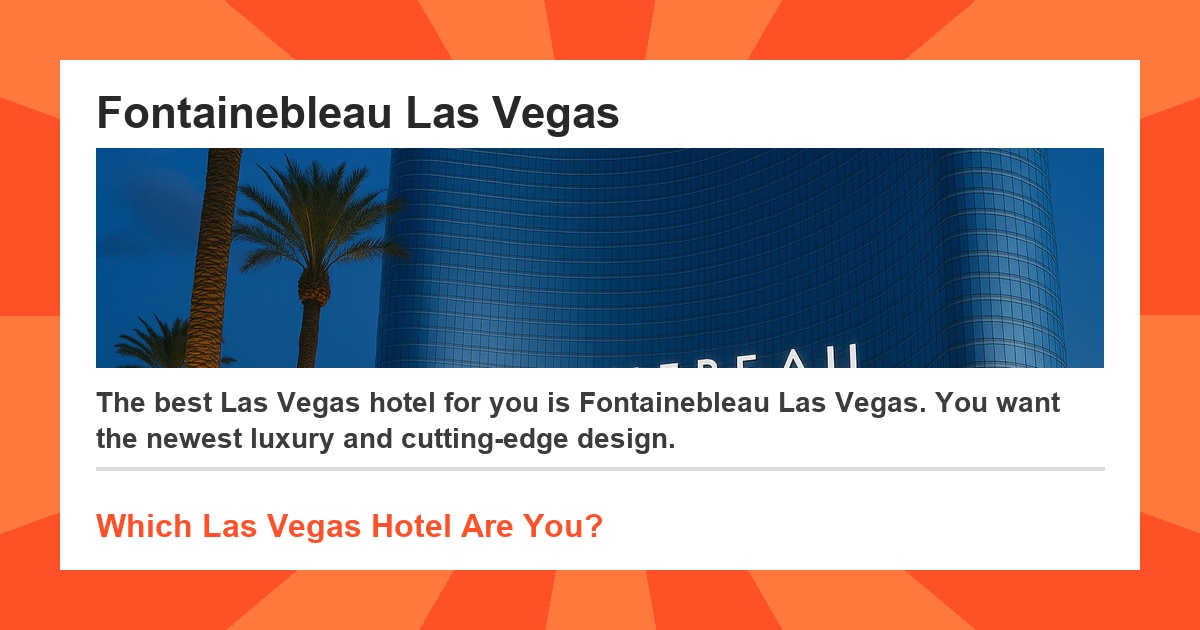 Fontainebleau Las Vegas
The best Las Vegas hotel for you is Fontainebleau Las Vegas. You want
the newest luxury and cutting-edge design.
Which Las Vegas Hotel Are You?